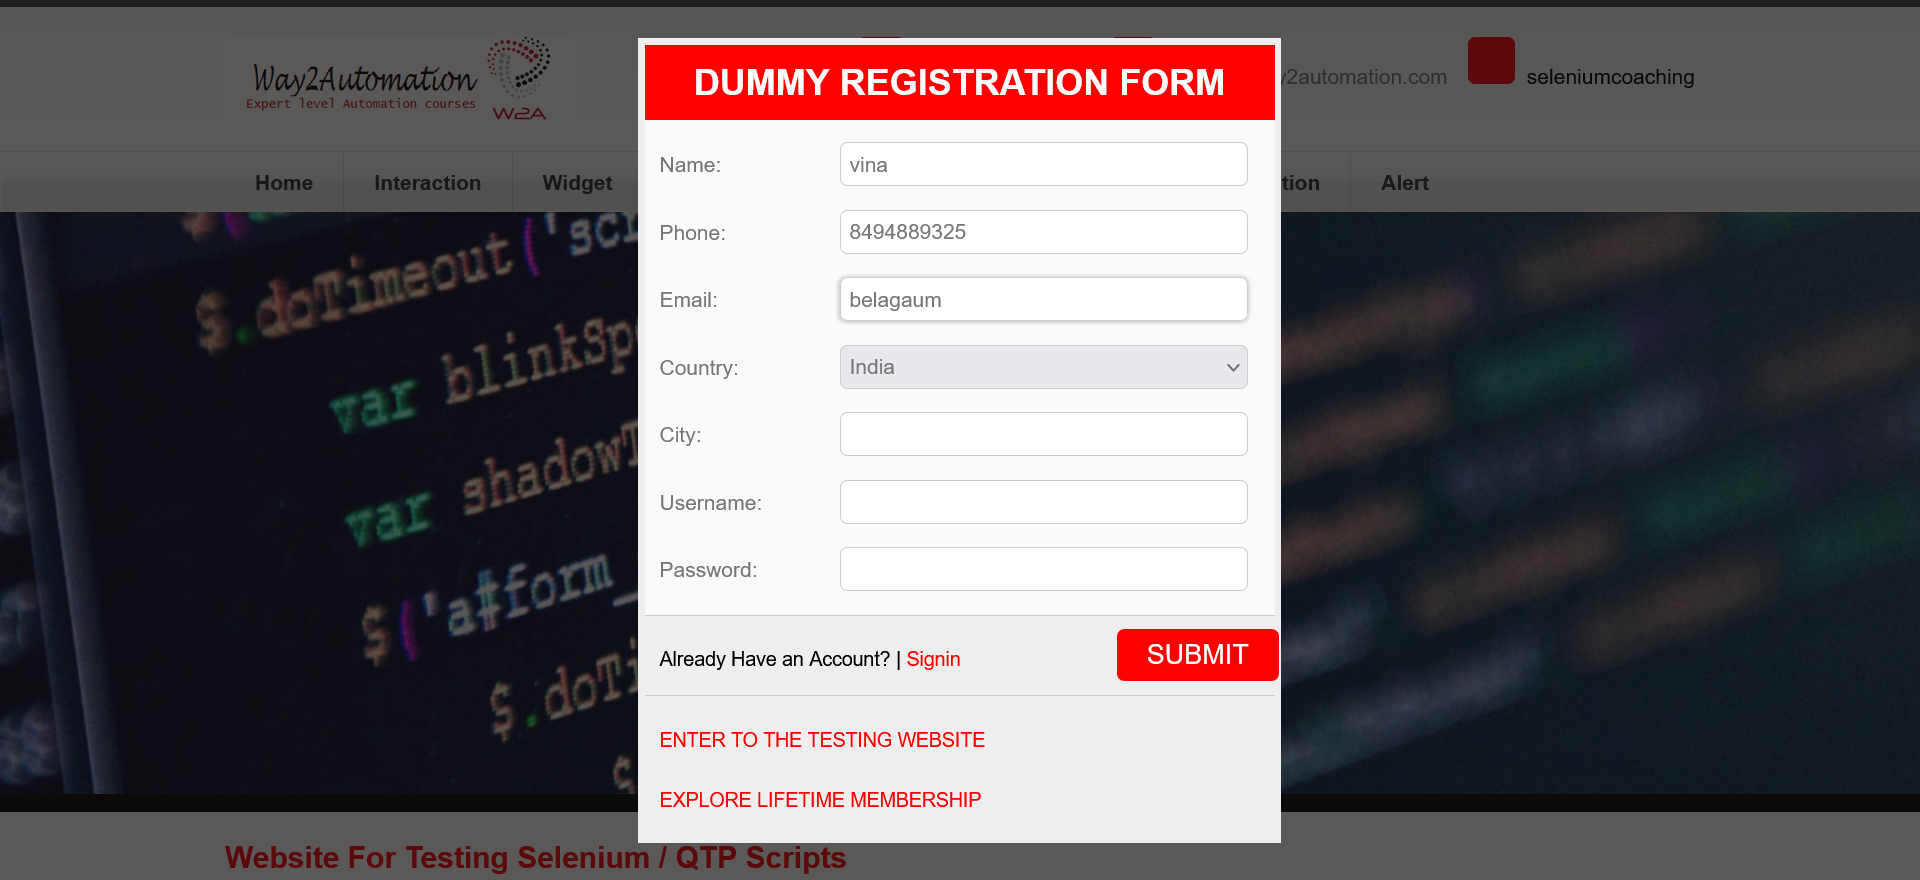 Way2Automation
Expert level Automation courses
W2A
y2automation.com
seleniumcoaching
Home
Interaction
Widget
tion
Alert
DUMMY REGISTRATION FORM
Name:
vina
Phone:
8494889325
Email:
belagaum
Country:
India
City:
Username:
Password:
Already Have an Account? | Signin
SUBMIT
ENTER TO THE TESTING WEBSITE
EXPLORE LIFETIME MEMBERSHIP
$.doTimeout('scr
var blinkSpe
var shadowT
$('a#form_
$.doTi
Website For Testing Selenium / QTP Scripts